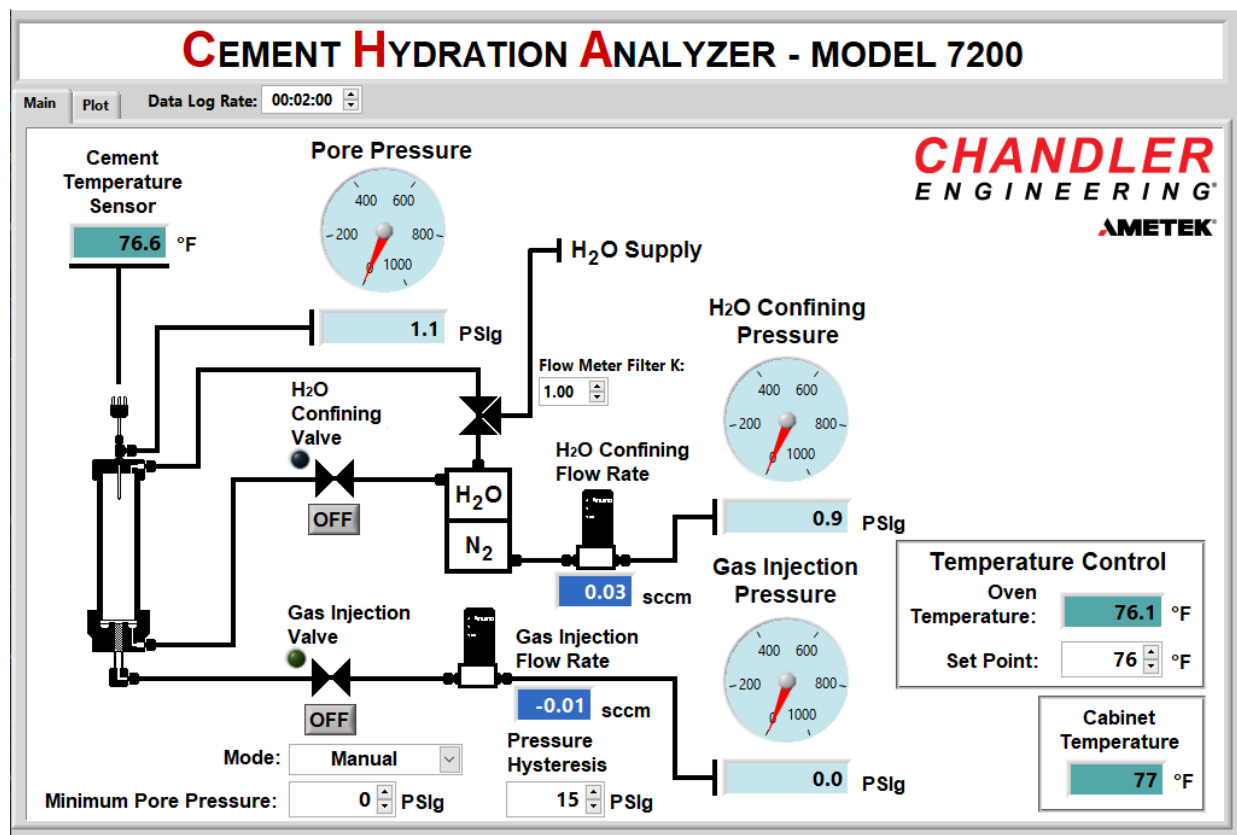 CEMENT HYDRATION ANALYZER - MODEL 7200
Main
Plot
Data Log Rate: 00:02:00
CHANDLER
ENGINEERING
AMETEK
Cement
Temperature
Sensor
76.6 °F
Pore Pressure
400 600
200 800
0 1000
1.1 PSIg
H2O Supply
Flow Meter Filter K:
1.00
H2O
Confining
Valve
OFF
H2O
N2
H2O Confining
Flow Rate
0.03 sccm
H2O Confining
Pressure
400 600
200 800
0 1000
0.9 PSIg
Gas Injection
Valve
OFF
Gas Injection
Flow Rate
-0.01 sccm
Gas Injection
Pressure
400 600
200 800
0 1000
0.0 PSIg
Temperature Control
Oven
Temperature: 76.1 °F
Set Point: 76 °F
Cabinet
Temperature
77 °F
Mode: Manual
Minimum Pore Pressure: 0 PSIg
Pressure
Hysteresis
15 PSIg